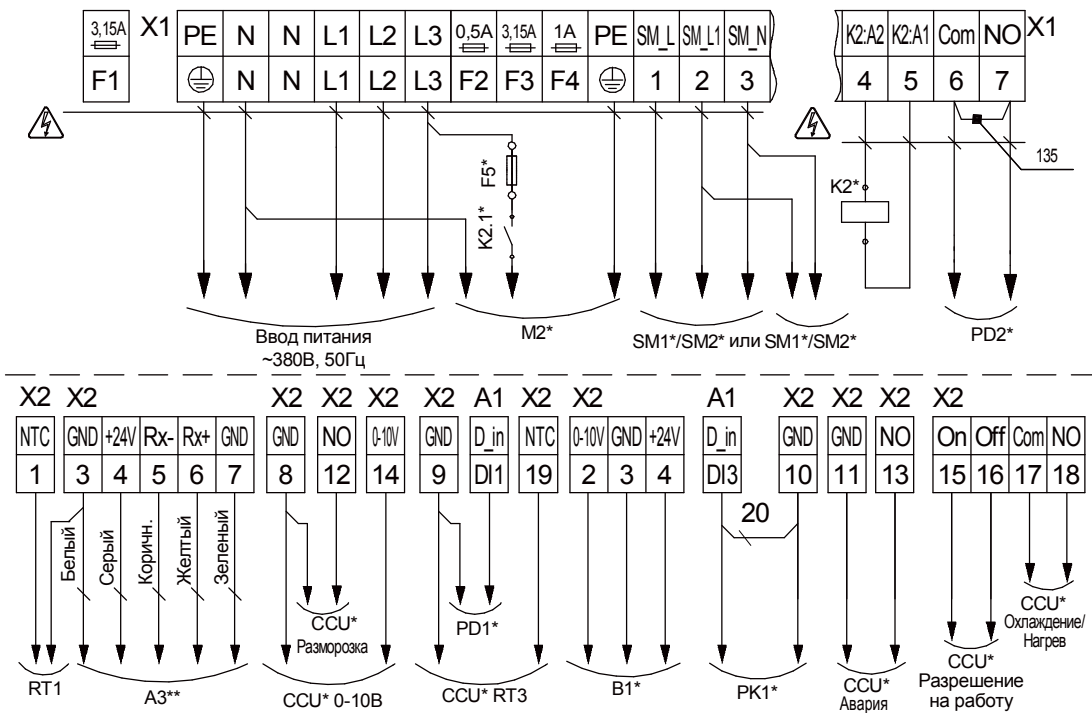 3,15A X1 PE N N L1 L2 L3 0,5A 3,15A 1A PE SM_L SM_L1 SM_N K2:A2 K2:A1 Com NO X1
F1 N N L1 L2 L3 F2 F3 F4 1 2 3 4 5 6 7
135
F5*
K2.1*
K2*
Ввод питания
~380В, 50Гц
M2*
SM1*/SM2* или SM1*/SM2*
PD2*
X2 X2 X2 X2 X2 X2 A1 X2 X2 A1 X2 X2 X2 X2
NTC GND +24V Rx- Rx+ GND GND NO 0-10V GND D_in NTC 0-10V GND +24V D_in GND GND NO On Off Com NO
1 3 4 5 6 7 8 12 14 9 DI1 19 2 3 4 DI3 10 11 13 15 16 17 18
20
Белый
Серый
Коричн.
Желтый
Зеленый
CCU*
Разморозка
PD1*
CCU*
Охлаждение/
Нагрев
RT1
A3**
CCU* 0-10В
CCU* RT3
B1*
PK1*
CCU*
Авария
CCU*
Разрешение
на работу